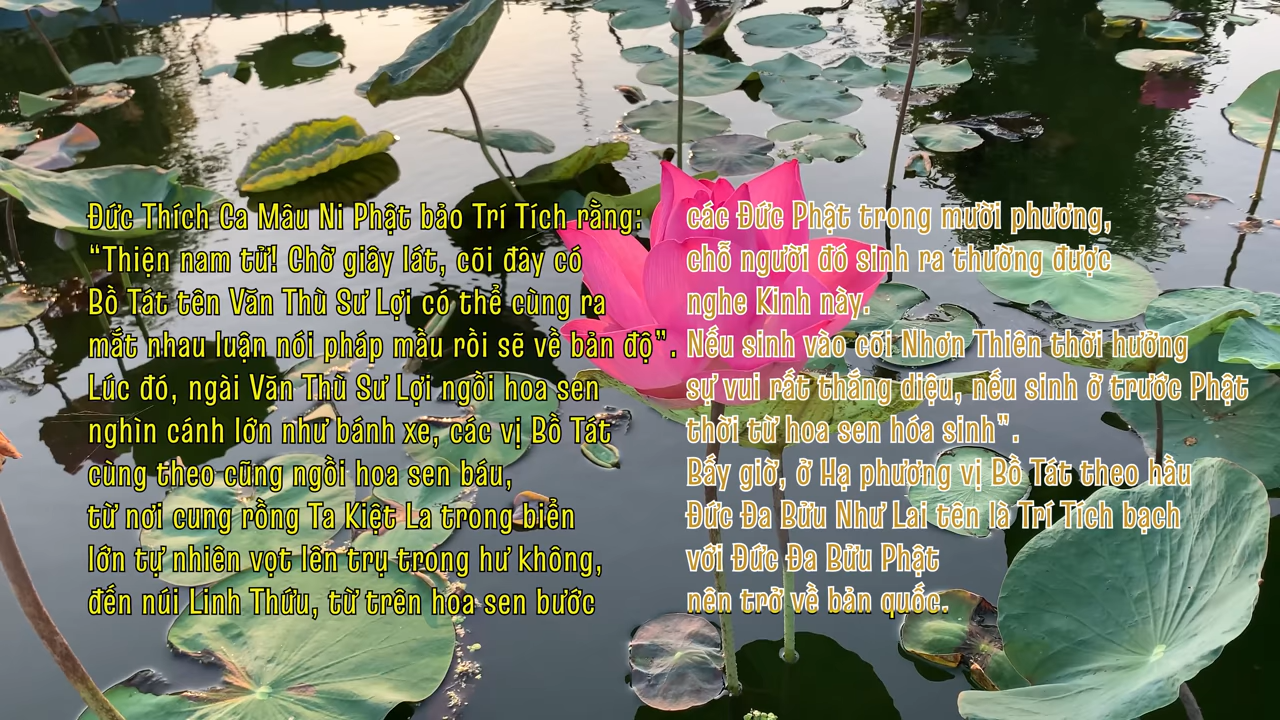 Đức Thích Ca Mâu Ni Phật bảo Trí Tích rằng:
“Thiện nam tử! Chờ giây lát, cõi đây có
Bồ Tát tên Văn Thù Sư Lợi có thể cùng ra
mắt nhau luận nói pháp mầu rồi sẽ về bản độ”.
Lúc đó, ngài Văn Thù Sư Lợi ngồi hoa sen
nghìn cánh lớn như bánh xe, các vị Bồ Tát
cùng theo cũng ngồi hoa sen báu,
từ nơi cung rồng Ta Kiệt La trong biển
lớn tự nhiên vọt lên trụ trong hư không,
đến núi Linh Thứu, từ trên hoa sen bước
các Đức Phật trong mười phương,
chỗ người đó sinh ra thường được
nghe Kinh này.
Nếu sinh vào cõi Nhơn Thiên thời hưởng
sự vui rất thắng diệu, nếu sinh ở trước Phật
thời từ hoa sen hóa sinh”.
Bấy giờ, ở Hạ phương vị Bồ Tát theo hầu
Đức Đa Bửu Như Lai tên là Trí Tích bạch
với Đức Đa Bửu Phật
nên trở về bản quốc.